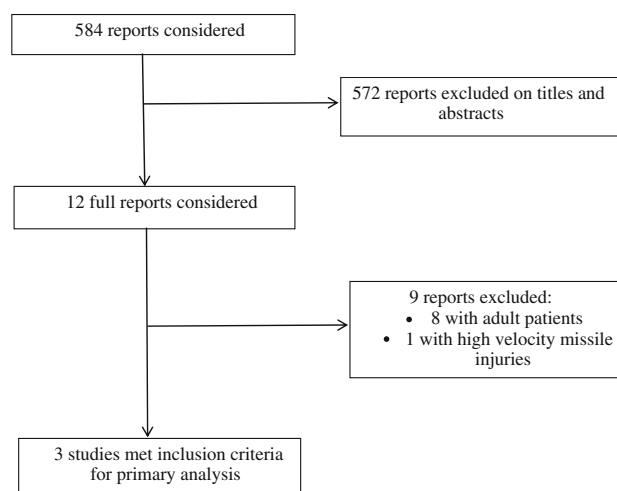 584 reports considered
572 reports excluded on titles and
abstracts
12 full reports considered
9 reports excluded:
• 8 with adult patients
• 1 with high velocity missile
injuries
3 studies met inclusion criteria
for primary analysis